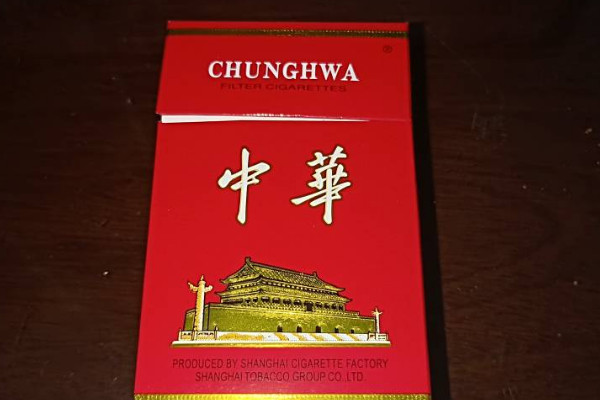 CHUNGHWA
FILTER CIGARETTES
中華
PRODUCED BY SHANGHAI CIGARETTE FACTORY
SHANGHAI TOBACCO GROUP CO.,LTD.